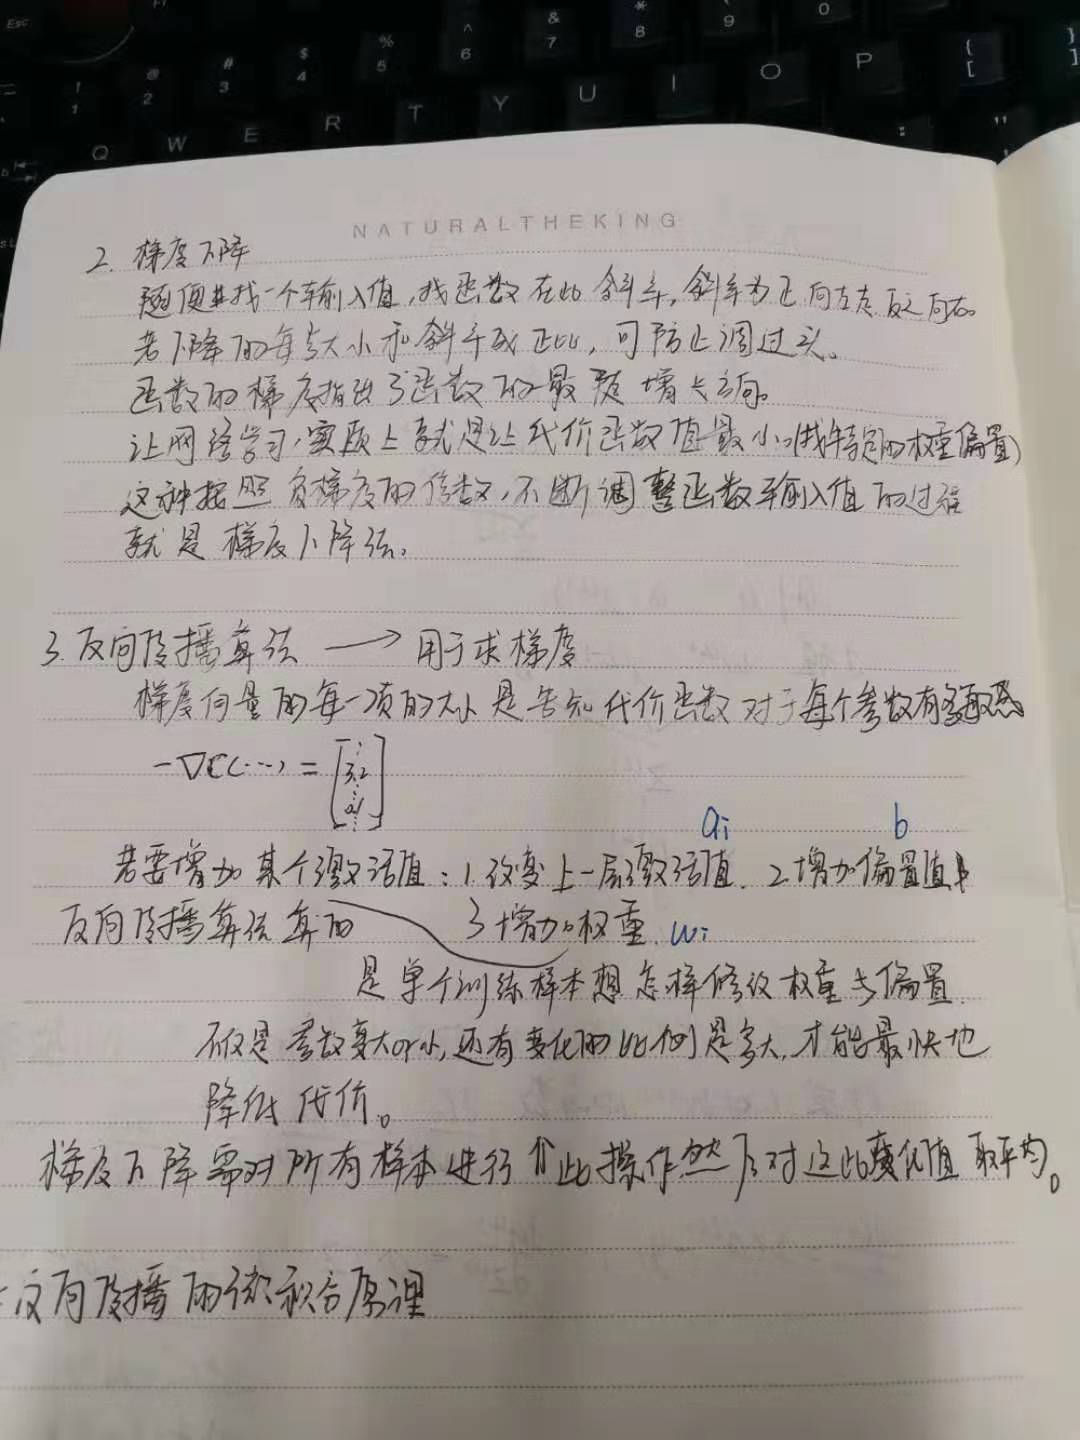 NATURALTHEKING
2. 梯度下降
随便找一个输入值,找函数在此斜率,斜率为正向左走反之向右。
若下降的每步大小和斜率成正比,可防止调过头。
函数的梯度指出了函数的最陡增长方向。
让网络学习,实质上就是让代价函数值最小。(找特定的权重偏置)
这种按照负梯度的倍数,不断调整函数输入值的过程
就是梯度下降法。
3.反向传播算法 → 用于求梯度
梯度向量的每一项的大小是告知代价函数对于每个参数有多敏感
-∇C(...) = [3.2
ai b
若要增加某个激活值:1.改变上一层激活值. 2.增加偏置值
反向传播算法算的 3增加权重. wi
是单个训练样本想怎样修改权重与偏置.
不仅是参数变大or小,还有变化的比例是多大,才能最快地
降低代价。
梯度下降需对所有样本进行此操作然后对这些变化值取平均。
反向传播的微积分原理
Esc
! 1
@ 2
# 3
$ 4
% 5
^ 6
& 7
* 8
9
0
Q W E R T Y U I O P { [